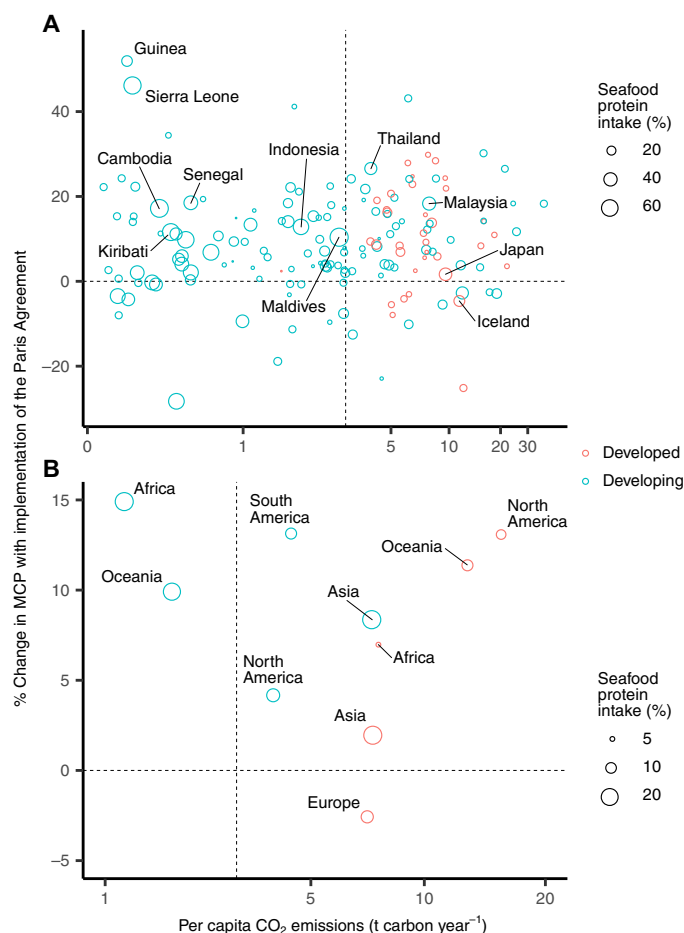 A
Guinea
Sierra Leone
Cambodia
Senegal
Indonesia
Thailand
Malaysia
Kiribati
Maldives
Japan
Iceland
40
20
0
−20
0
1
5
10
20
30
Seafood
protein
intake (%)
20
40
60
% Change in MCP with implementation of the Paris Agreement
Developed
Developing
B
Africa
South
America
North
America
Oceania
Oceania
Asia
Africa
North
America
Asia
Europe
15
10
5
0
−5
1
5
10
20
Seafood
protein
intake (%)
5
10
20
Per capita CO₂ emissions (t carbon year⁻¹)